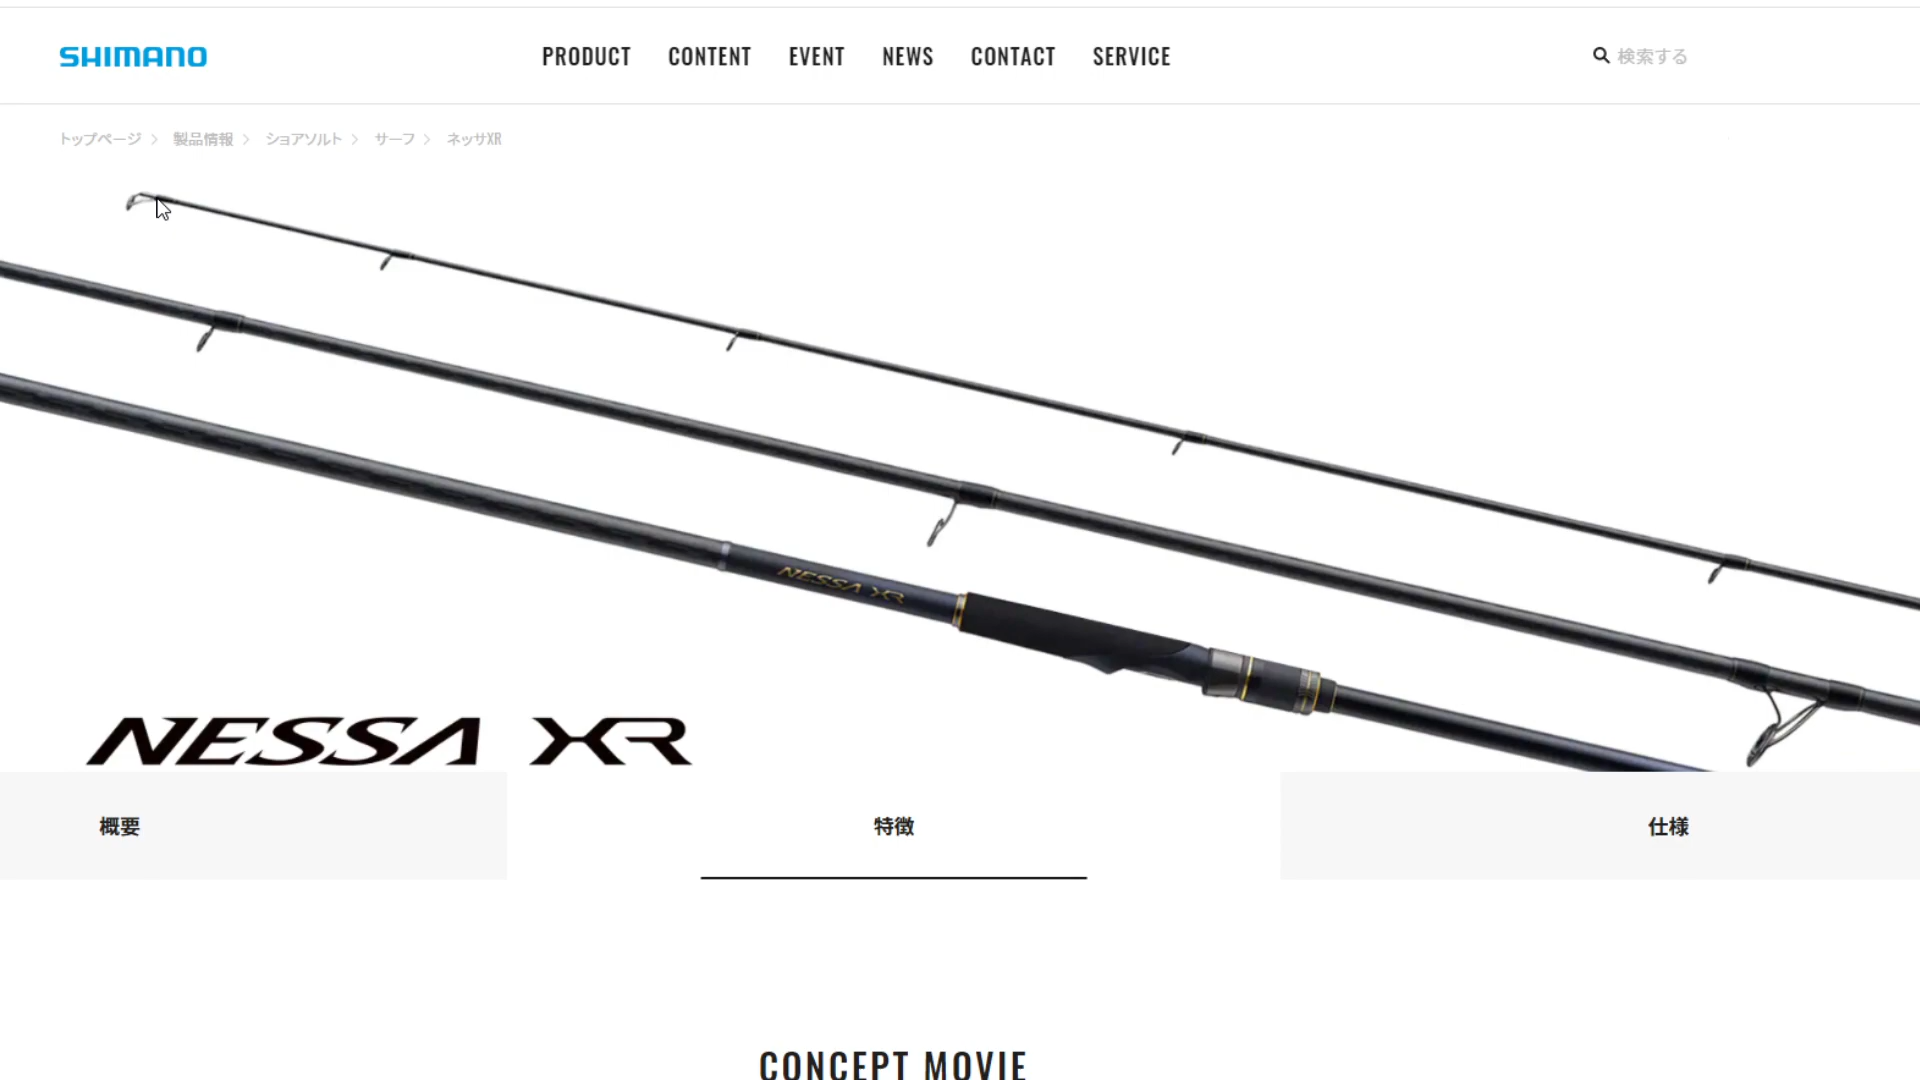 SHIMANO
PRODUCT CONTENT EVENT NEWS CONTACT SERVICE
検索する
トップページ 製品情報 ショアソルト サーフ ネッサXR
NESSA XR
NESSA XR
概要
特徴
仕様
CONCEPT MOVIE